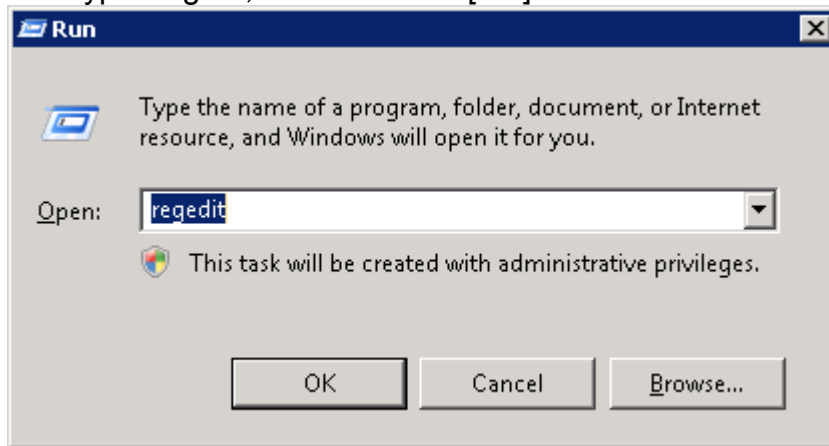 Run
Type the name of a program, folder, document, or Internet
resource, and Windows will open it for you.
Open:
regedit
This task will be created with administrative privileges.
OK
Cancel
Browse...